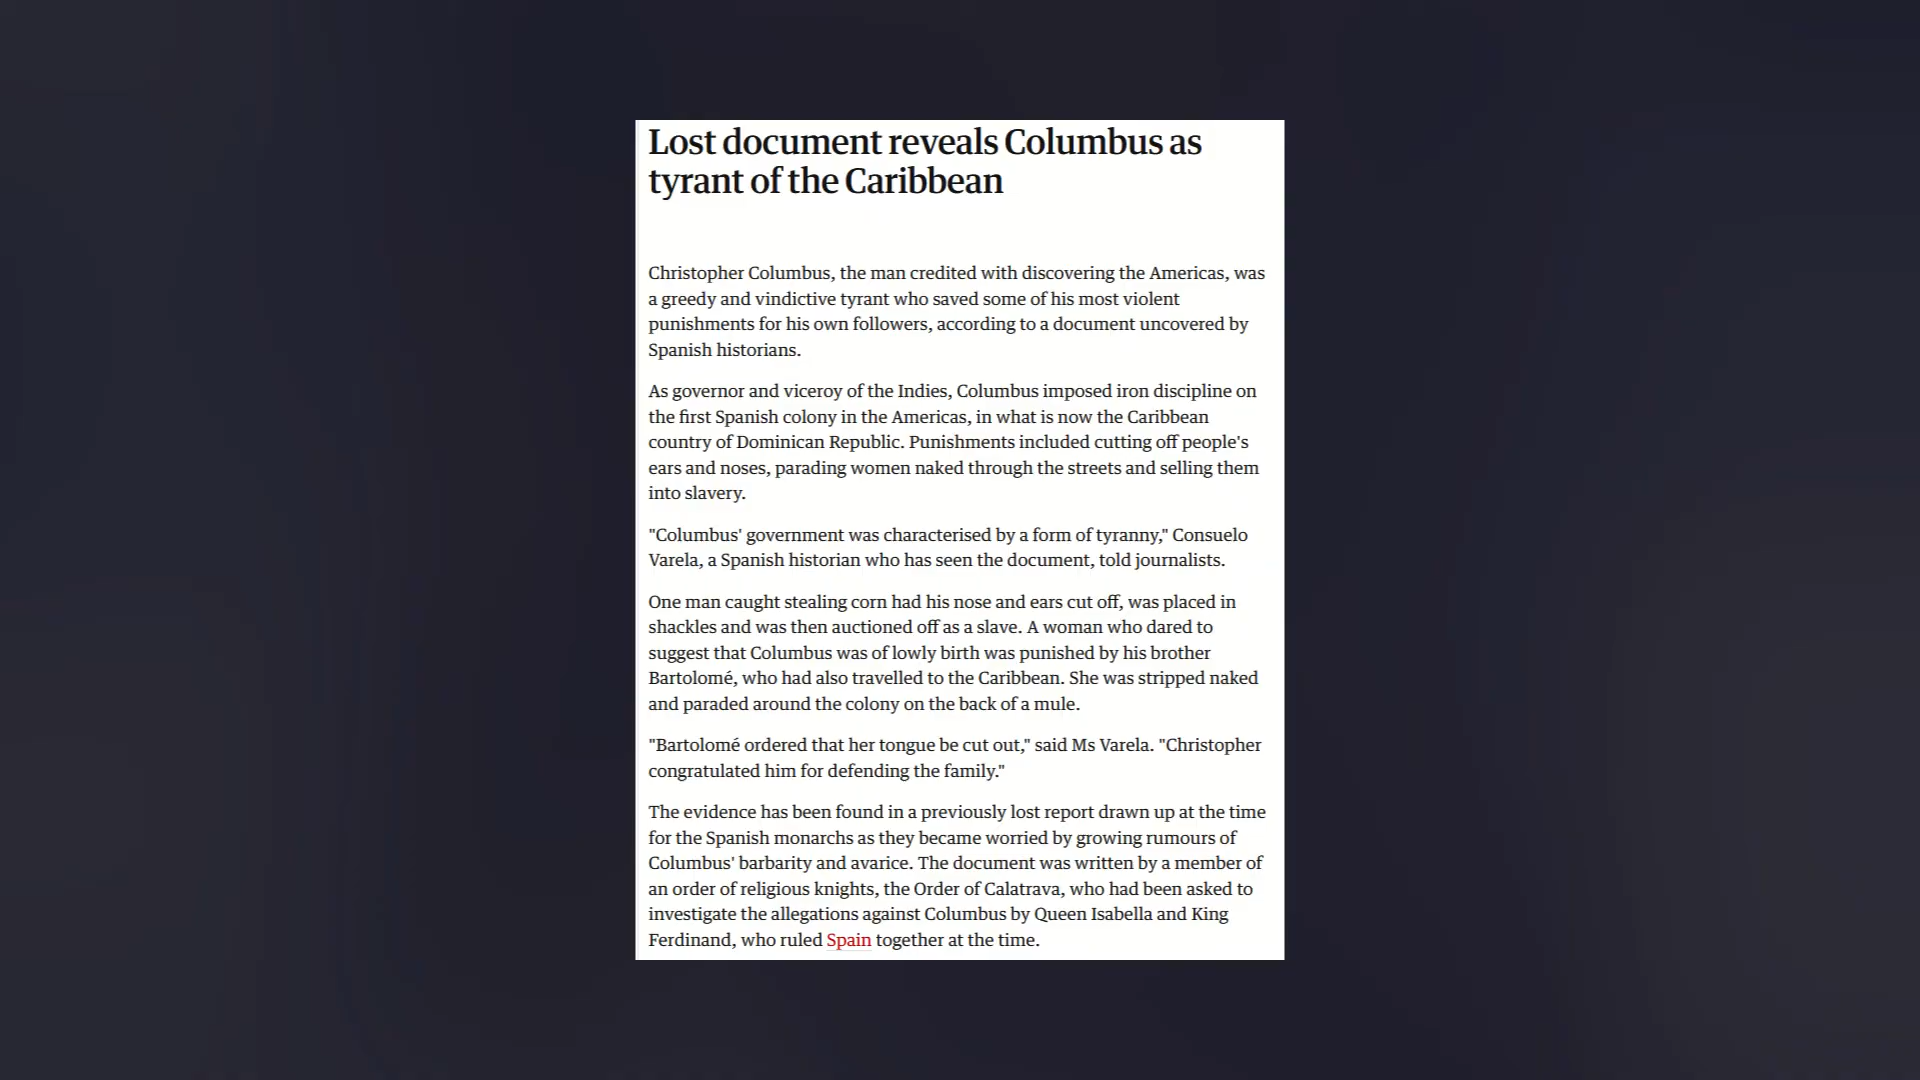 Lost document reveals Columbus as
tyrant of the Caribbean
Christopher Columbus, the man credited with discovering the Americas, was
a greedy and vindictive tyrant who saved some of his most violent
punishments for his own followers, according to a document uncovered by
Spanish historians.
As governor and viceroy of the Indies, Columbus imposed iron discipline on
the first Spanish colony in the Americas, in what is now the Caribbean
country of Dominican Republic. Punishments included cutting off people's
ears and noses, parading women naked through the streets and selling them
into slavery.
"Columbus' government was characterised by a form of tyranny," Consuelo
Varela, a Spanish historian who has seen the document, told journalists.
One man caught stealing corn had his nose and ears cut off, was placed in
shackles and was then auctioned off as a slave. A woman who dared to
suggest that Columbus was of lowly birth was punished by his brother
Bartolomé, who had also travelled to the Caribbean. She was stripped naked
and paraded around the colony on the back of a mule.
"Bartolomé ordered that her tongue be cut out," said Ms Varela. "Christopher
congratulated him for defending the family."
The evidence has been found in a previously lost report drawn up at the time
for the Spanish monarchs as they became worried by growing rumours of
Columbus' barbarity and avarice. The document was written by a member of
an order of religious knights, the Order of Calatrava, who had been asked to
investigate the allegations against Columbus by Queen Isabella and King
Ferdinand, who ruled Spain together at the time.